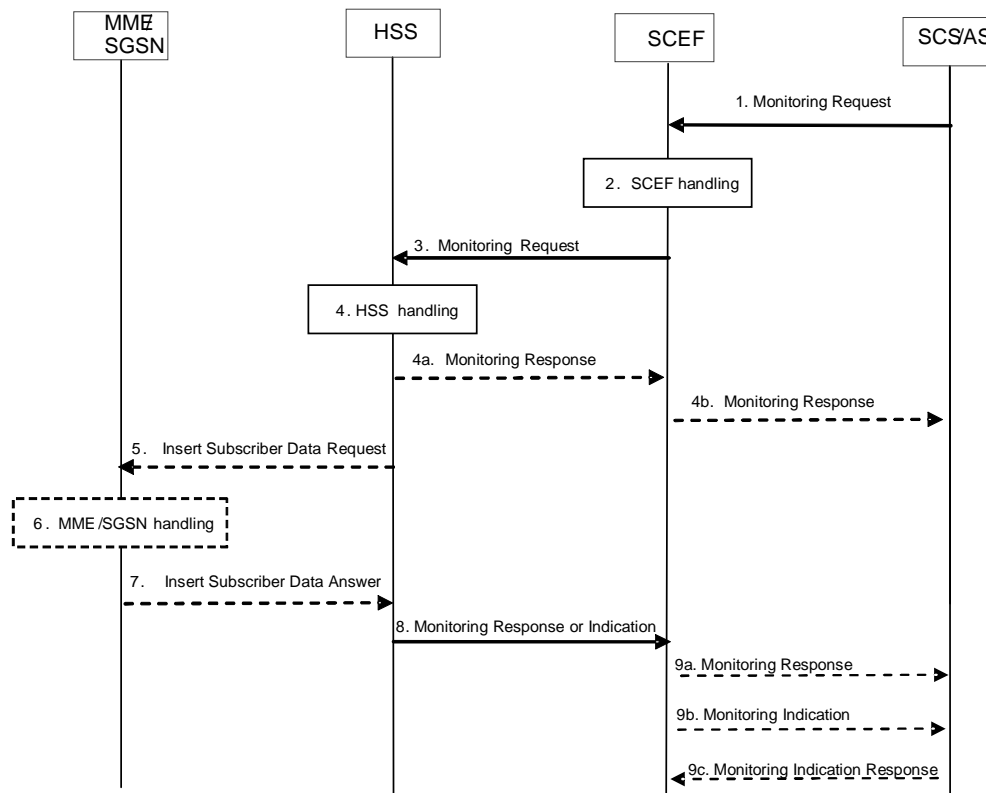 MME/
SGSN
HSS
SCEF
SCS/AS
1. Monitoring Request
2. SCEF handling
3. Monitoring Request
4. HSS handling
4a. Monitoring Response
4b. Monitoring Response
5. Insert Subscriber Data Request
6. MME/SGSN handling
7. Insert Subscriber Data Answer
8. Monitoring Response or Indication
9a. Monitoring Response
9b. Monitoring Indication
9c. Monitoring Indication Response